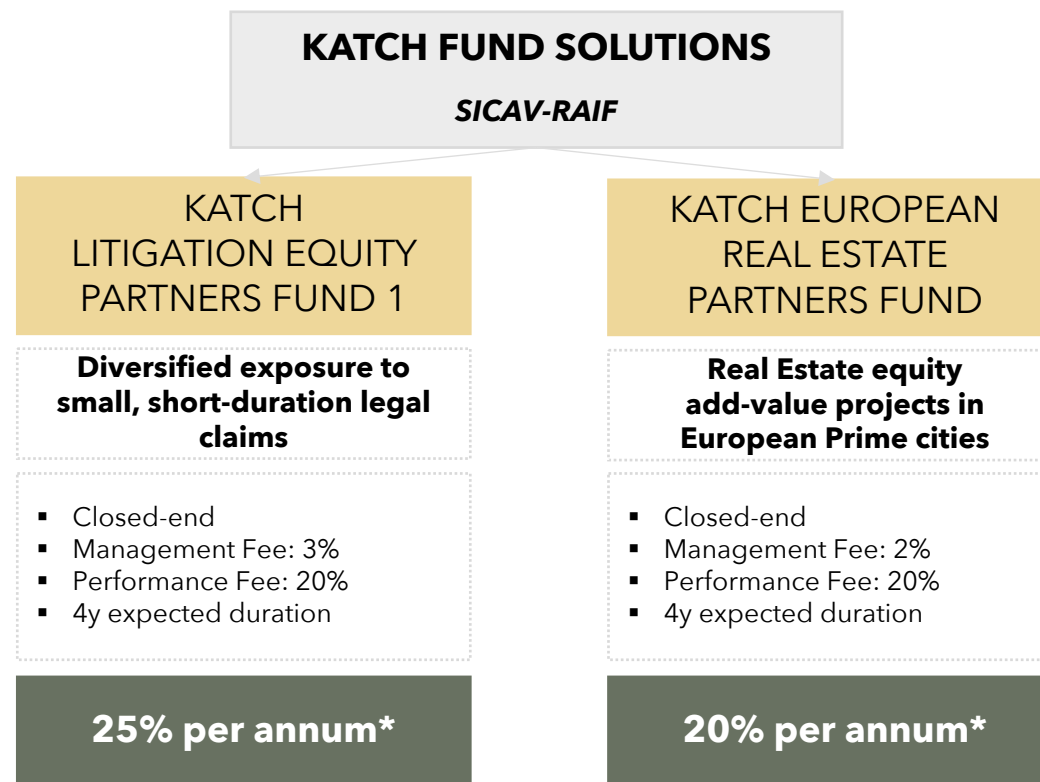 KATCH FUND SOLUTIONS
SICAV-RAIF
KATCH
LITIGATION EQUITY
PARTNERS FUND 1
Diversified exposure to
small, short-duration legal
claims
▪ Closed-end
▪ Management Fee: 3%
▪ Performance Fee: 20%
▪ 4y expected duration
25% per annum*
KATCH EUROPEAN
REAL ESTATE
PARTNERS FUND
Real Estate equity
add-value projects in
European Prime cities
▪ Closed-end
▪ Management Fee: 2%
▪ Performance Fee: 20%
▪ 4y expected duration
20% per annum*